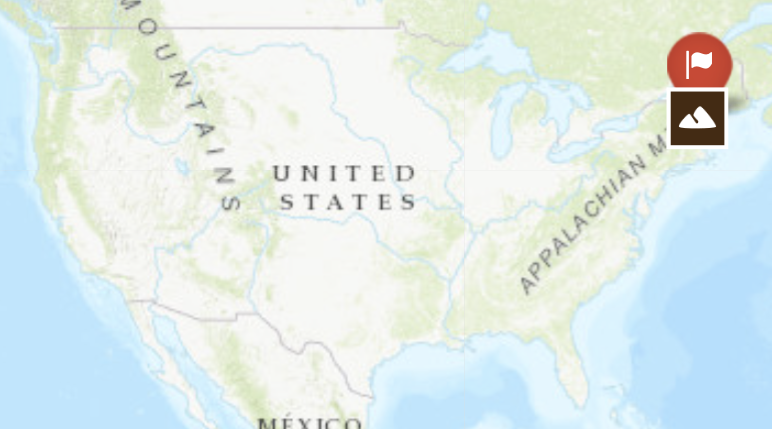 MOUNTAINS
UNITED
STATES
APPALACHIAN M
MÉXICO